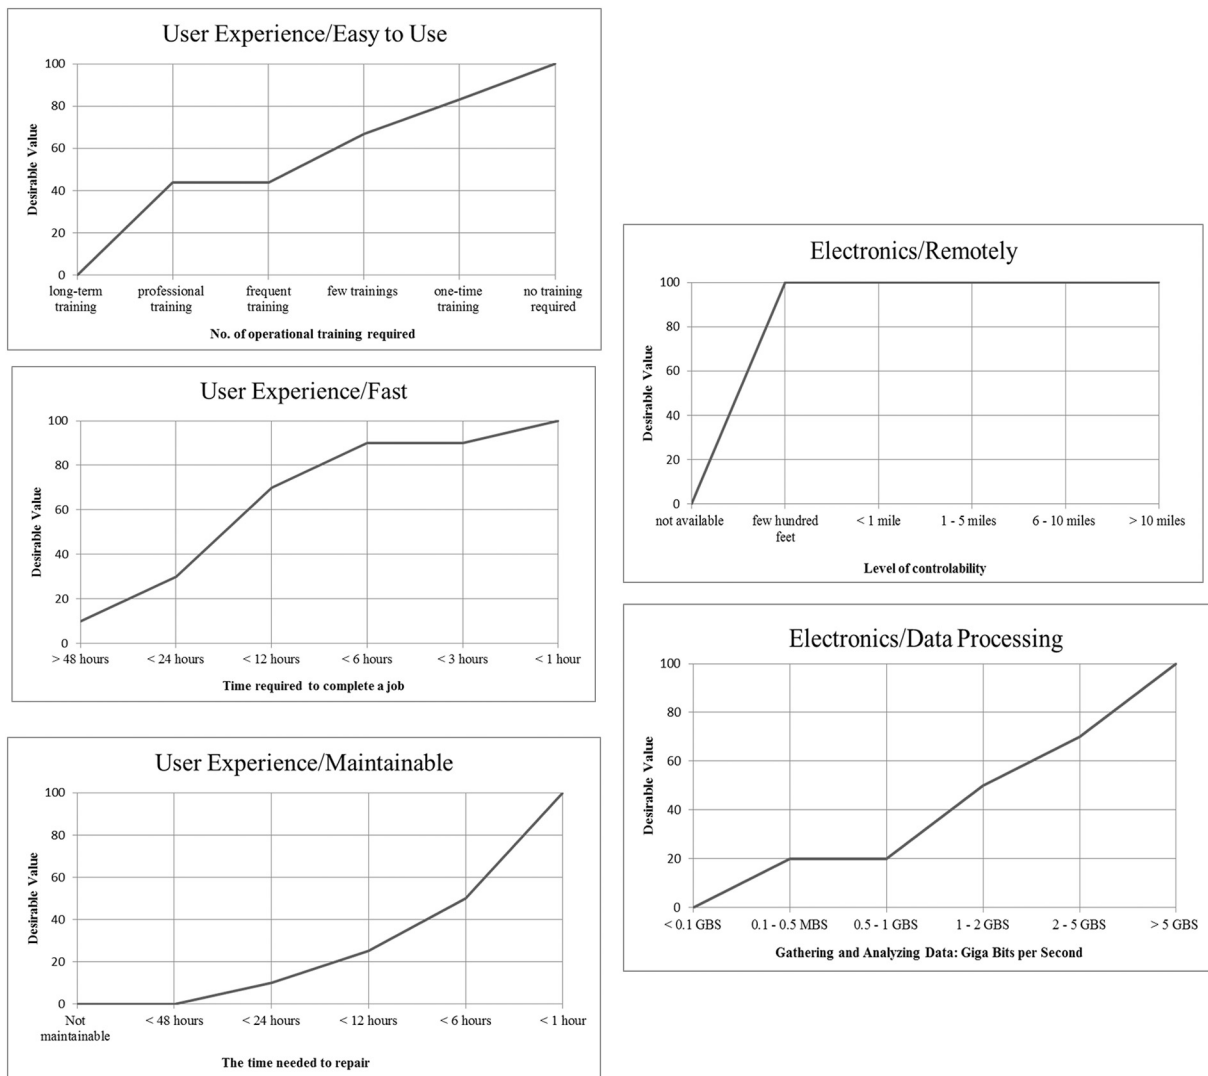 User Experience/Easy to Use
Desirable Value
100
80
60
40
20
0
long-term professional frequent few trainings one-time no training
training training training training required
No. of operational training required
User Experience/Fast
Desirable Value
100
80
60
40
20
0
> 48 hours < 24 hours < 12 hours < 6 hours < 3 hours < 1 hour
Time required to complete a job
User Experience/Maintainable
Desirable Value
100
80
60
40
20
0
Not < 48 hours < 24 hours < 12 hours < 6 hours < 1 hour
maintainable
The time needed to repair
Electronics/Remotely
Desirable Value
100
80
60
40
20
0
not available few hundred < 1 mile 1 - 5 miles 6 - 10 miles > 10 miles
feet
Level of controlability
Electronics/Data Processing
Desirable Value
100
80
60
40
20
0
< 0.1 GBS 0.1 - 0.5 MBS 0.5 - 1 GBS 1 - 2 GBS 2 - 5 GBS > 5 GBS
Gathering and Analyzing Data: Giga Bits per Second